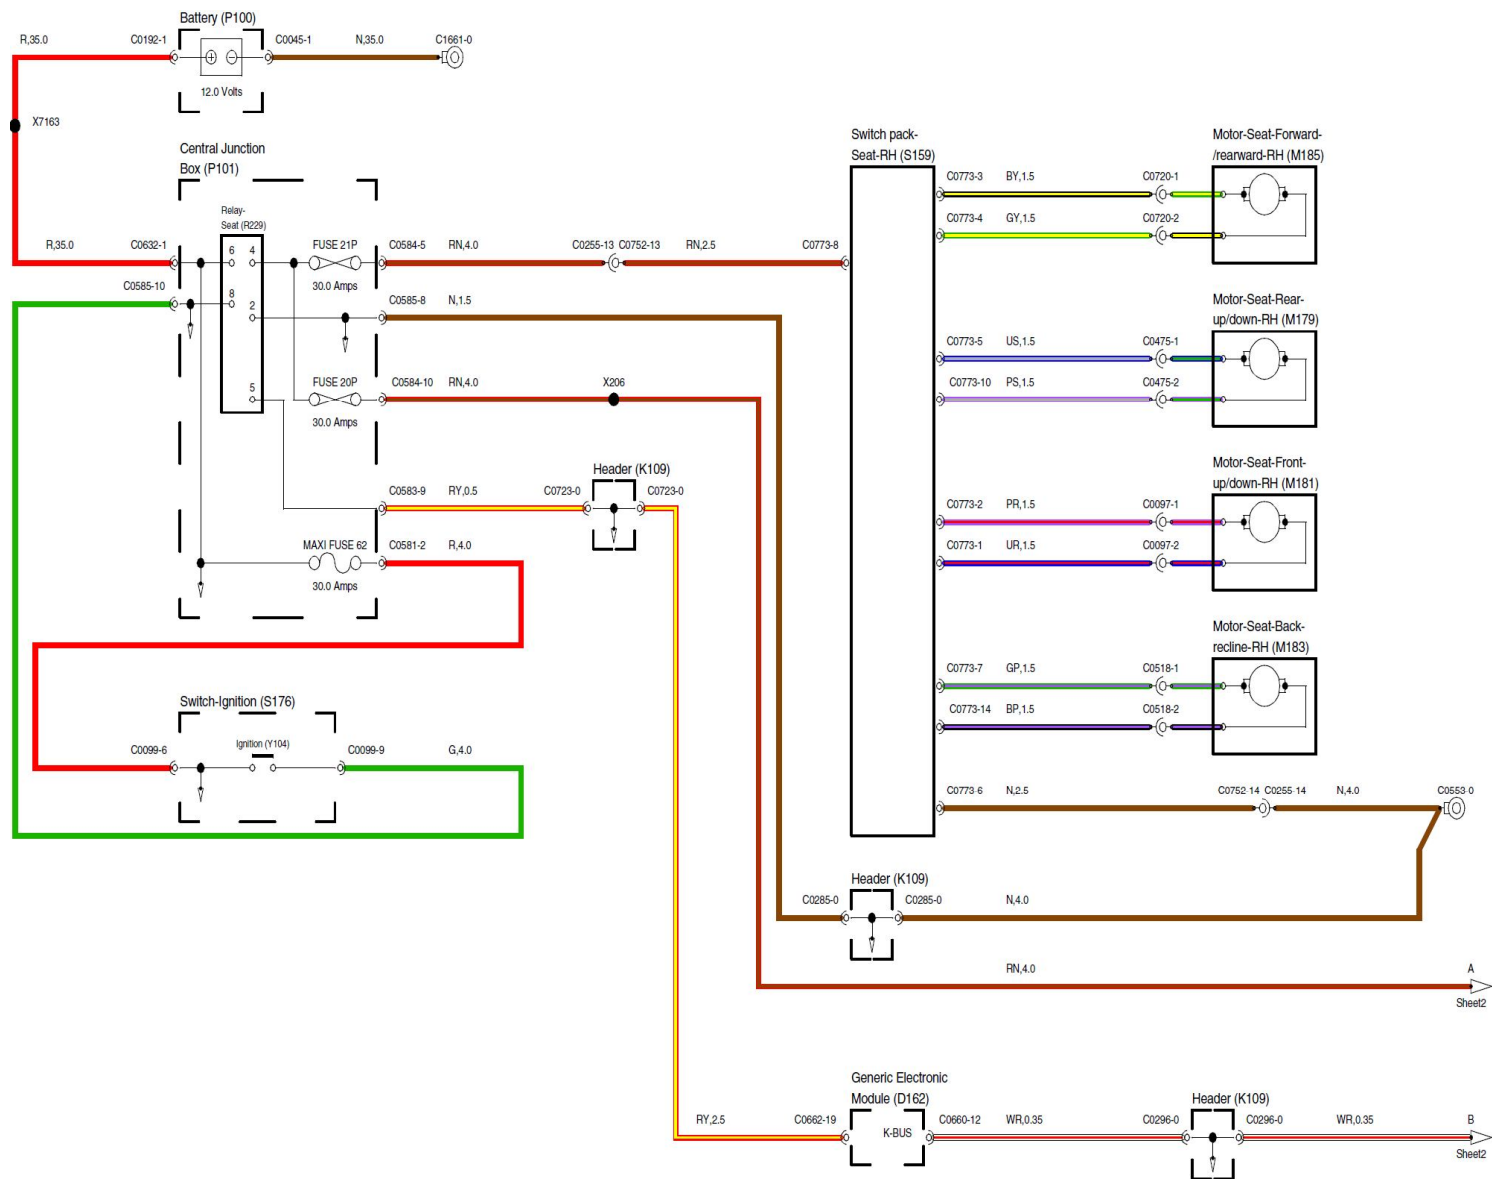 Battery (P100)
R,35.0
C0192-1
C0045-1
N,35.0
C1661-0
12.0 Volts
X7163
Central Junction
Box (P101)
Relay-
Seat (R229)
R,35.0
C0632-1
6
4
FUSE 21P
30.0 Amps
C0584-5
RN,4.0
C0255-13
C0752-13
RN,2.5
C0773-8
C0585-10
8
2
C0585-8
N,1.5
5
FUSE 20P
30.0 Amps
C0584-10
RN,4.0
X206
Header (K109)
C0583-9
RY,0.5
C0723-0
C0723-0
MAXI FUSE 62
30.0 Amps
C0581-2
R,4.0
Switch-Ignition (S176)
C0099-6
Ignition (Y104)
C0099-9
G,4.0
Switch pack-
Seat-RH (S159)
Motor-Seat-Forward-
/rearward-RH (M185)
C0773-3
BY,1.5
C0720-1
C0773-4
GY,1.5
C0720-2
Motor-Seat-Rear-
up/down-RH (M179)
C0773-5
US,1.5
C0475-1
C0773-10
PS,1.5
C0475-2
Motor-Seat-Front-
up/down-RH (M181)
C0773-2
PR,1.5
C0097-1
C0773-1
UR,1.5
C0097-2
Motor-Seat-Back-
recline-RH (M183)
C0773-7
GP,1.5
C0518-1
C0773-14
BP,1.5
C0518-2
C0773-6
N,2.5
C0752-14
C0255-14
N,4.0
C0553-0
Header (K109)
C0285-0
C0285-0
N,4.0
RN,4.0
A
Sheet2
Generic Electronic
Module (D162)
RY,2.5
C0662-19
K-BUS
C0660-12
WR,0.35
Header (K109)
C0296-0
C0296-0
WR,0.35
B
Sheet2